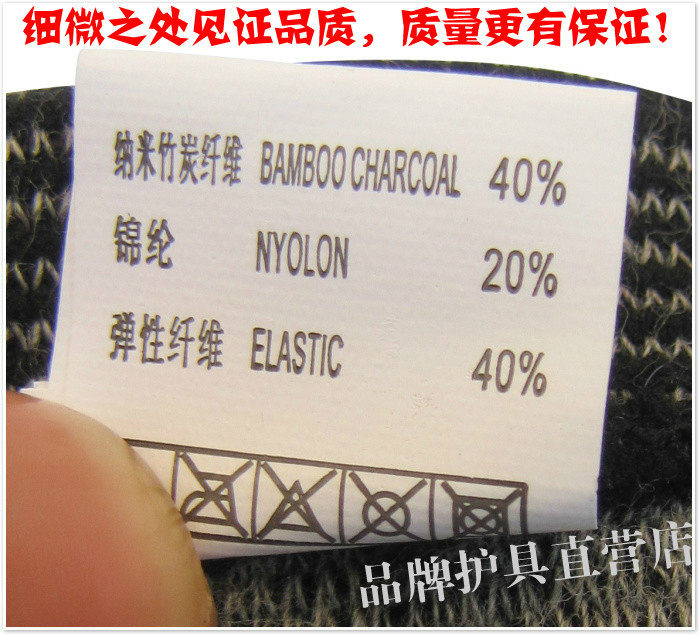 细微之处见证品质，质量更有保证！
纳米竹炭纤维 BAMBOO CHARCOAL 40%
锦纶 NYOLON 20%
弹性纤维 ELASTIC 40%
品牌护具直营店